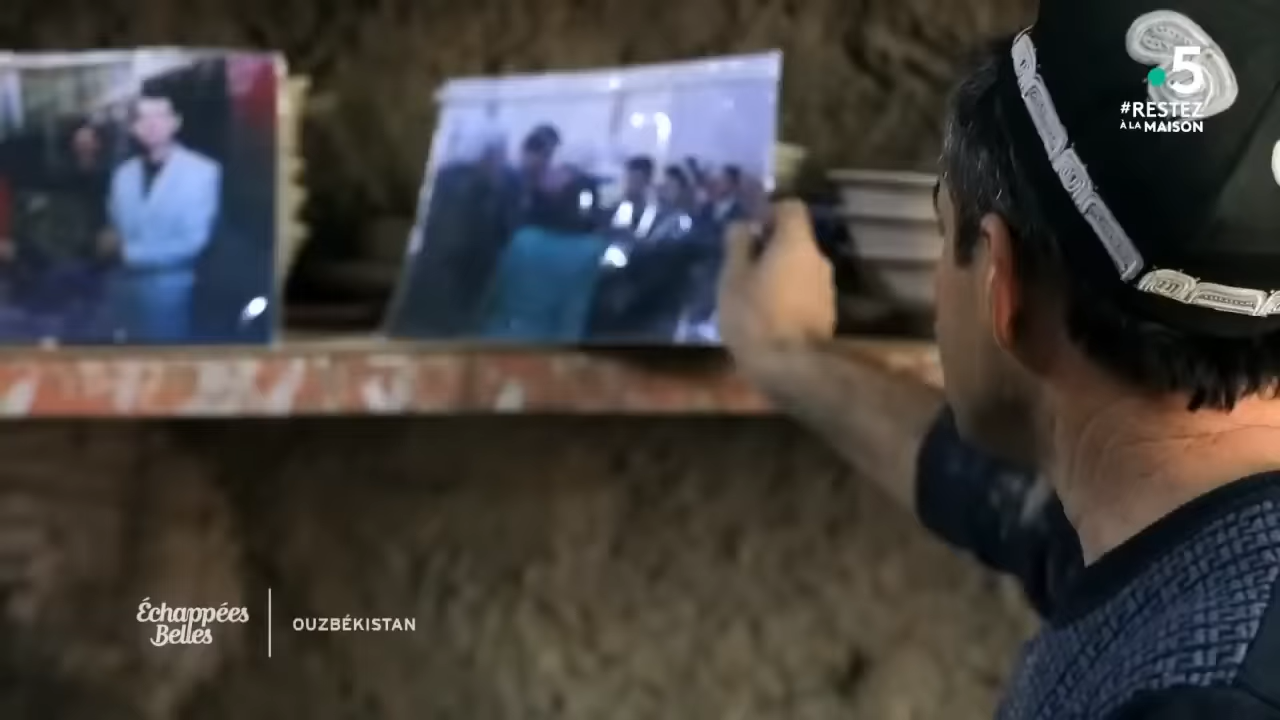 5
#RESTEZ
À LA MAISON
Échappées
Belles
OUZBÉKISTAN